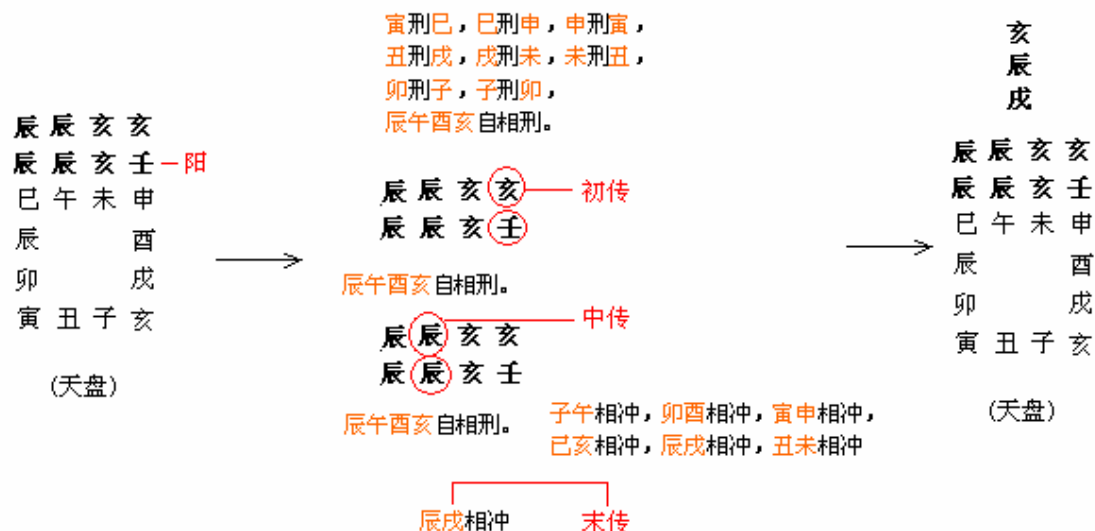 寅刑巳，巳刑申，申刑寅，
丑刑戌，戌刑未，未刑丑，
卯刑子，子刑卯，
辰午酉亥自相刑。
辰 辰 亥 亥
辰 辰 亥 壬 阳
巳 午 未 申
辰 酉
卯 戌
寅 丑 子 亥
(天盘)
辰 辰 亥 亥 初传
辰 辰 亥 壬
辰午酉亥自相刑。
辰 辰 亥 亥 中传
辰 辰 亥 壬
辰午酉亥自相刑。
子午相冲，卯酉相冲，寅申相冲，
巳亥相冲，辰戌相冲，丑未相冲
辰戌相冲 末传
亥
辰
戌
辰 辰 亥 亥
辰 辰 亥 壬
巳 午 未 申
辰 酉
卯 戌
寅 丑 子 亥
(天盘)